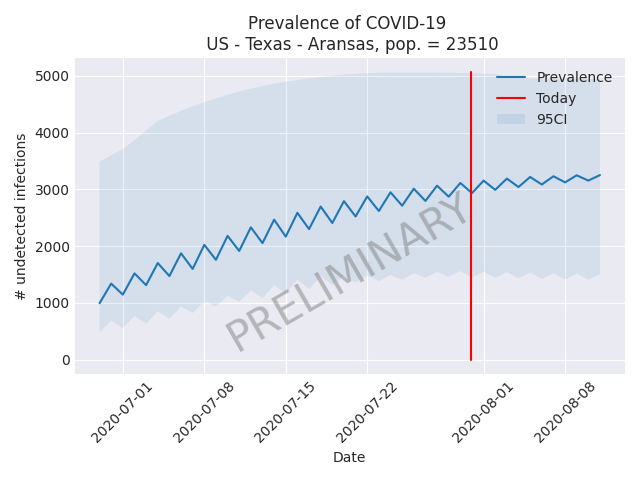 Prevalence of COVID-19
US - Texas - Aransas, pop. = 23510
# undetected infections
5000
4000
3000
2000
1000
0
Prevalence
Today
95CI
PRELIMINARY
2020-07-01
2020-07-08
2020-07-15
2020-07-22
2020-08-01
2020-08-08
Date